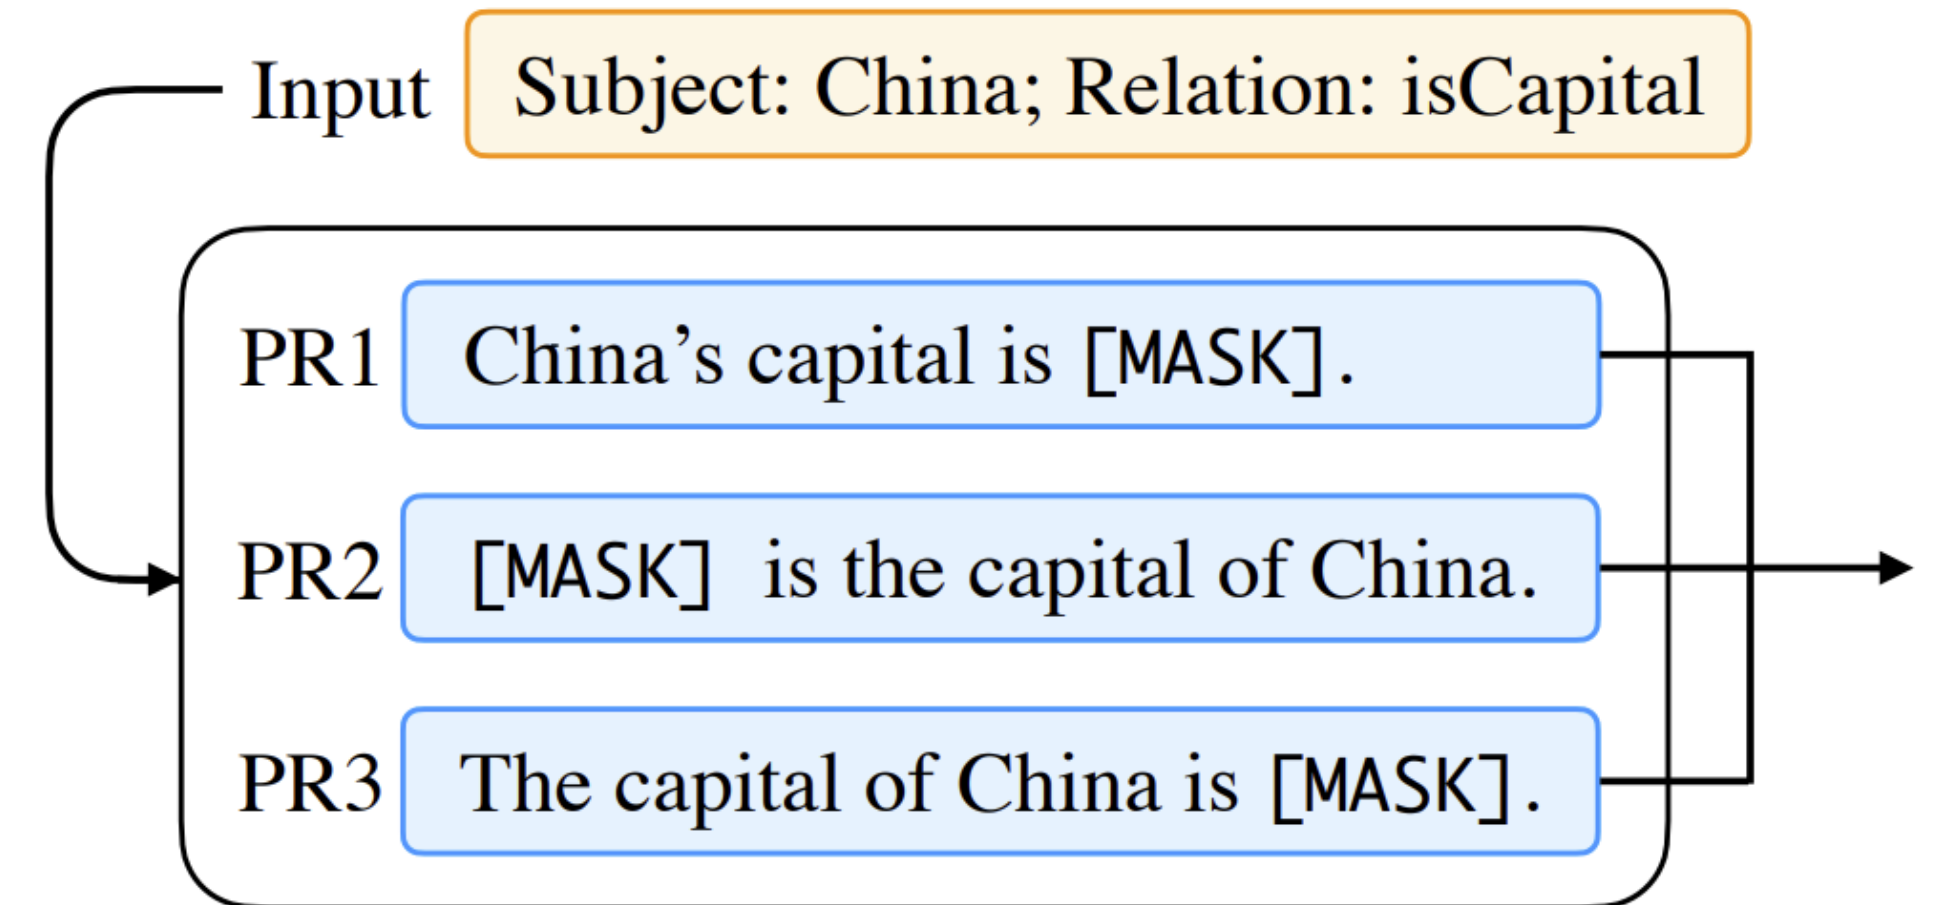 Input Subject: China; Relation: isCapital
PR1 China’s capital is [MASK].
PR2 [MASK] is the capital of China.
PR3 The capital of China is [MASK].